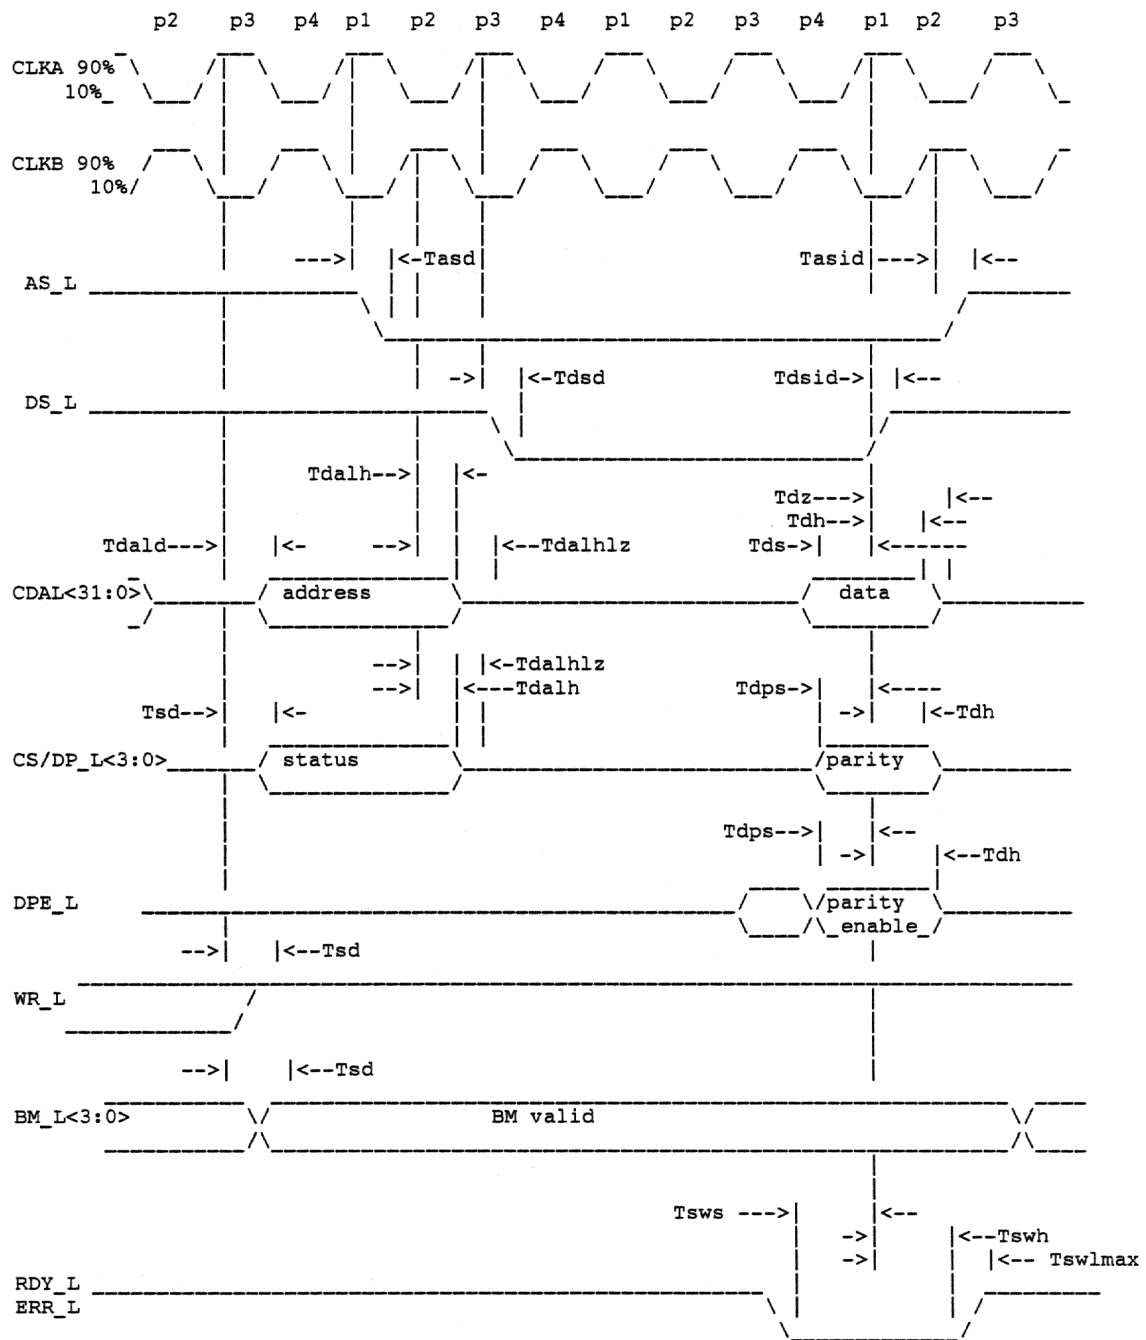 p2 p3 p4 p1 p2 p3 p4 p1 p2 p3 p4 p1 p2 p3
CLKA 90%
10%
CLKB 90%
10%
Tasd Tasid
AS_L
Tdsd Tdsid
DS_L
Tdalh
Tdz
Tdh
Tdald Tdalhlz Tds
CDAL<31:0> address data
Tdalhlz
Tdalh Tdps
Tsd Tdh
CS/DP_L<3:0> status parity
Tdps
Tdh
DPE_L parity
enable
Tsd
WR_L
Tsd
BM_L<3:0> BM valid
Tsws
Tswh
Tswlmax
RDY_L
ERR_L